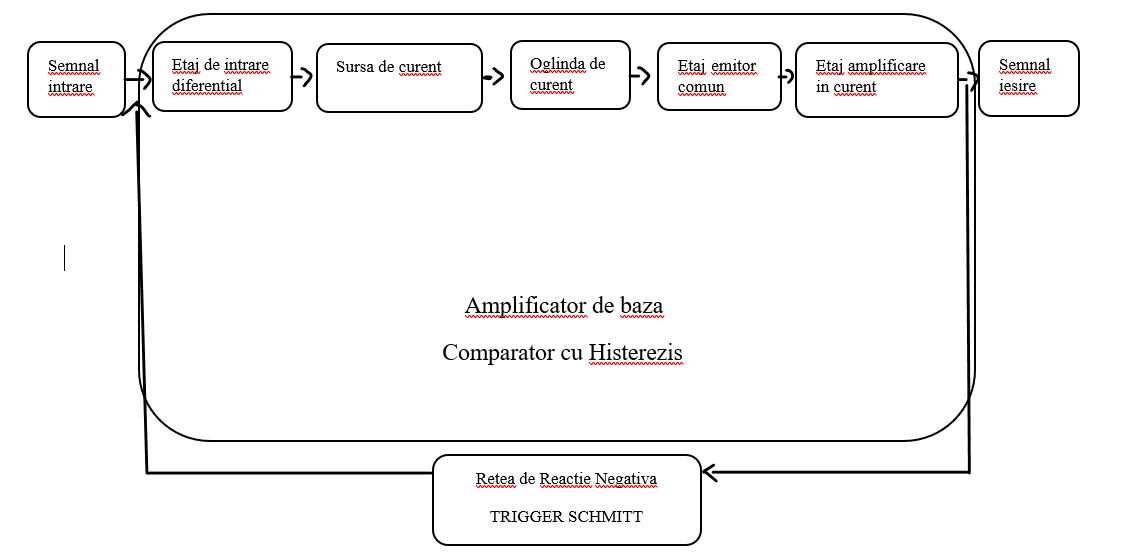 Semnal
intrare
Etaj de intrare
diferential
Sursa de curent
Oglinda de
curent
Etaj emitor
comun
Etaj amplificare
in curent
Semnal
iesire
Amplificator de baza
Comparator cu Histerezis
Retea de Reactie Negativa
TRIGGER SCHMITT